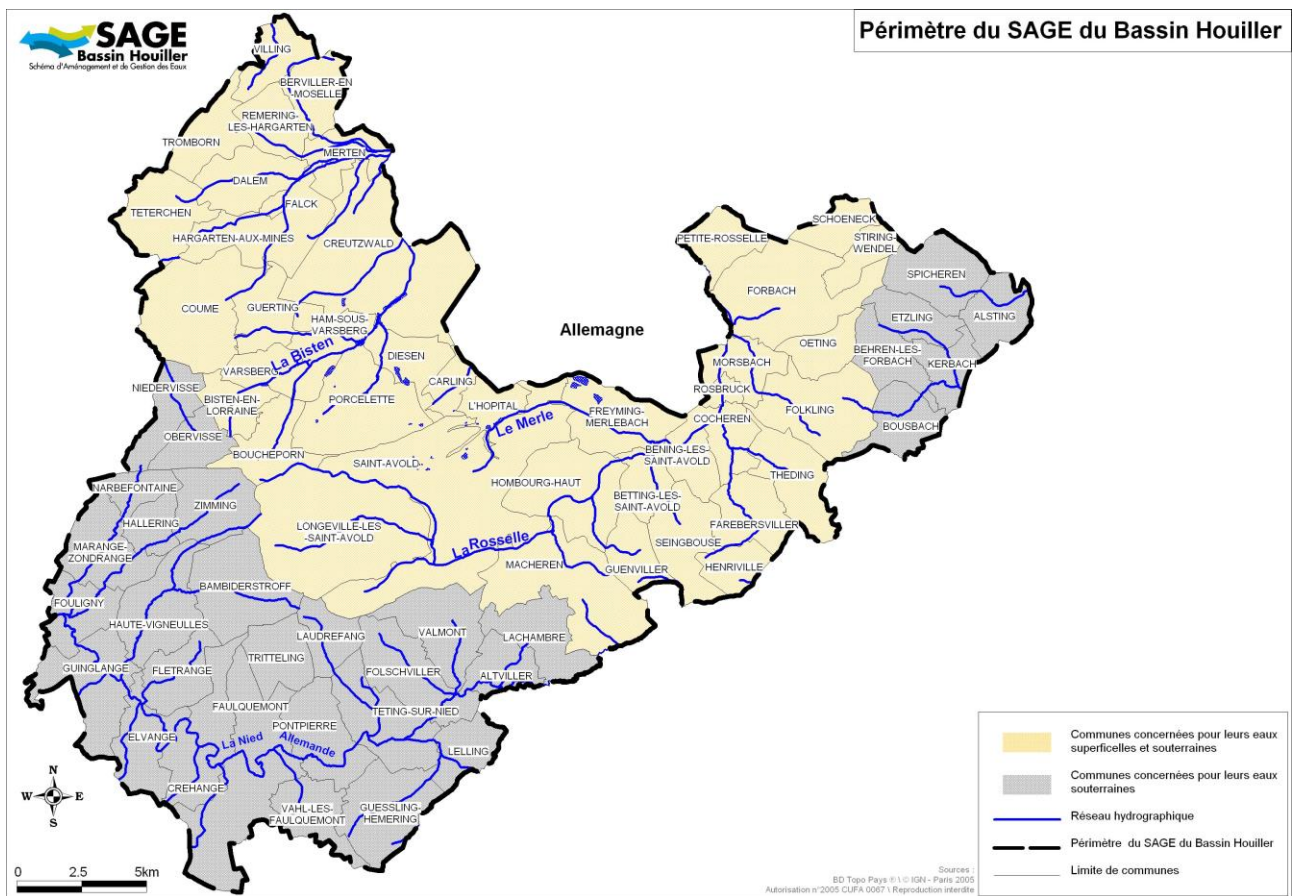 SAGE
Bassin Houiller
Schéma d'Aménagement et de Gestion des Eaux
Périmètre du SAGE du Bassin Houiller
VILLING
BERVILLER-EN
-MOSELLE
REMERING-
LES-HARGARTEN
TROMBORN
MERTEN
DALEM
TETERCHEN
FALCK
HARGARTEN-AUX-MINES
CREUTZWALD
SCHOENECK
PETITE-ROSSELLE
STIRING-
WENDEL
SPICHEREN
FORBACH
COUME
GUERTING
HAM-SOUS-
VARSBERG
Allemagne
ETZLING
ALSTING
OETING
BEHREN-LES-
FORBACH
KERBACH
La Bisten
DIESEN
MORSBACH
VARSBERG
CARLING
NIEDERVISSE
BISTEN-EN-
LORRAINE
PORCELETTE
L'HOPITAL
ROSBRUCK
FOLKLING
Le Merle
FREYMING-
MERLEBACH
COCHEREN
BOUSBACH
OBERVISSE
BOUCHEPORN
SAINT-AVOLD
BENING-LES-
SAINT-AVOLD
THEDING
HOMBOURG-HAUT
NARBEFONTAINE
ZIMMING
BETTING-LES-
SAINT-AVOLD
HALLERING
LONGEVILLE-LES
-SAINT-AVOLD
FAREBERSVILLER
MARANGE-
ZONDRANGE
La Rosselle
SEINGBOUSE
MACHEREN
GUENVILLER
HENRIVILLE
BAMBIDERSTROFF
FOULIGNY
HAUTE-VIGNEULLES
LAUDREFANG
VALMONT
LACHAMBRE
TRITTELING
GUINGLANGE
FLETRANGE
FOLSCHVILLER
ALTVILLER
FAULQUEMONT
TETING-SUR-NIED
PONTPIERRE
ELVANGE
La Nied Allemande
LELLING
CREHANGE
VAHL-LES-
FAULQUEMONT
GUESSLING-
HEMERING
N
W E
S
0 2.5 5km
Communes concernées pour leurs eaux
superficelles et souterraines
Communes concernées pour leurs eaux
souterraines
Réseau hydrographique
Périmètre du SAGE du Bassin Houiller
Limite de communes
Sources :
BD Topo Pays ® \ © IGN - Paris 2005
Autorisation n°2005 CUFA 0067 \ Reproduction interdite